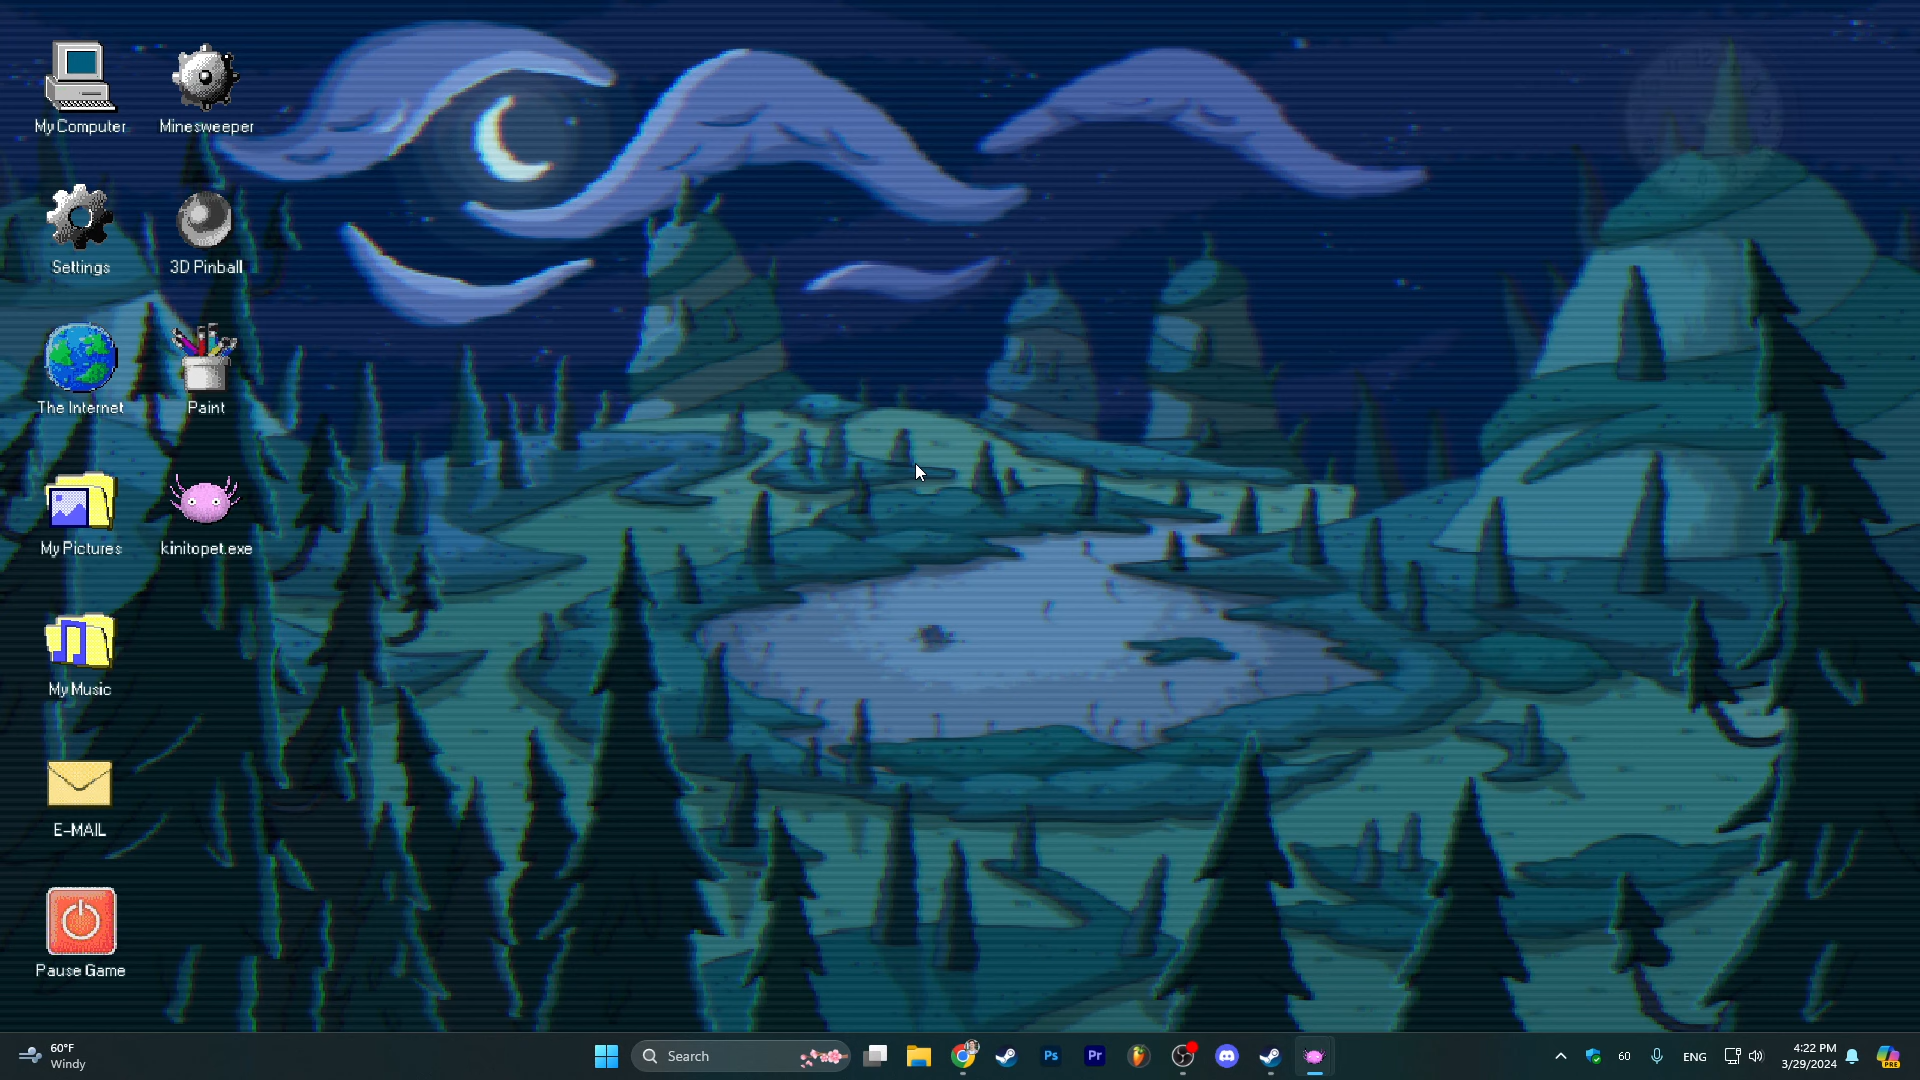 My Computer
Minesweeper
Settings
3D Pinball
The Internet
Paint
My Pictures
kinitopet.exe
My Music
E-MAIL
Pause Game
60°F
Windy
Search
Ps
Pr
60
ENG
4:22 PM
3/29/2024
PRE